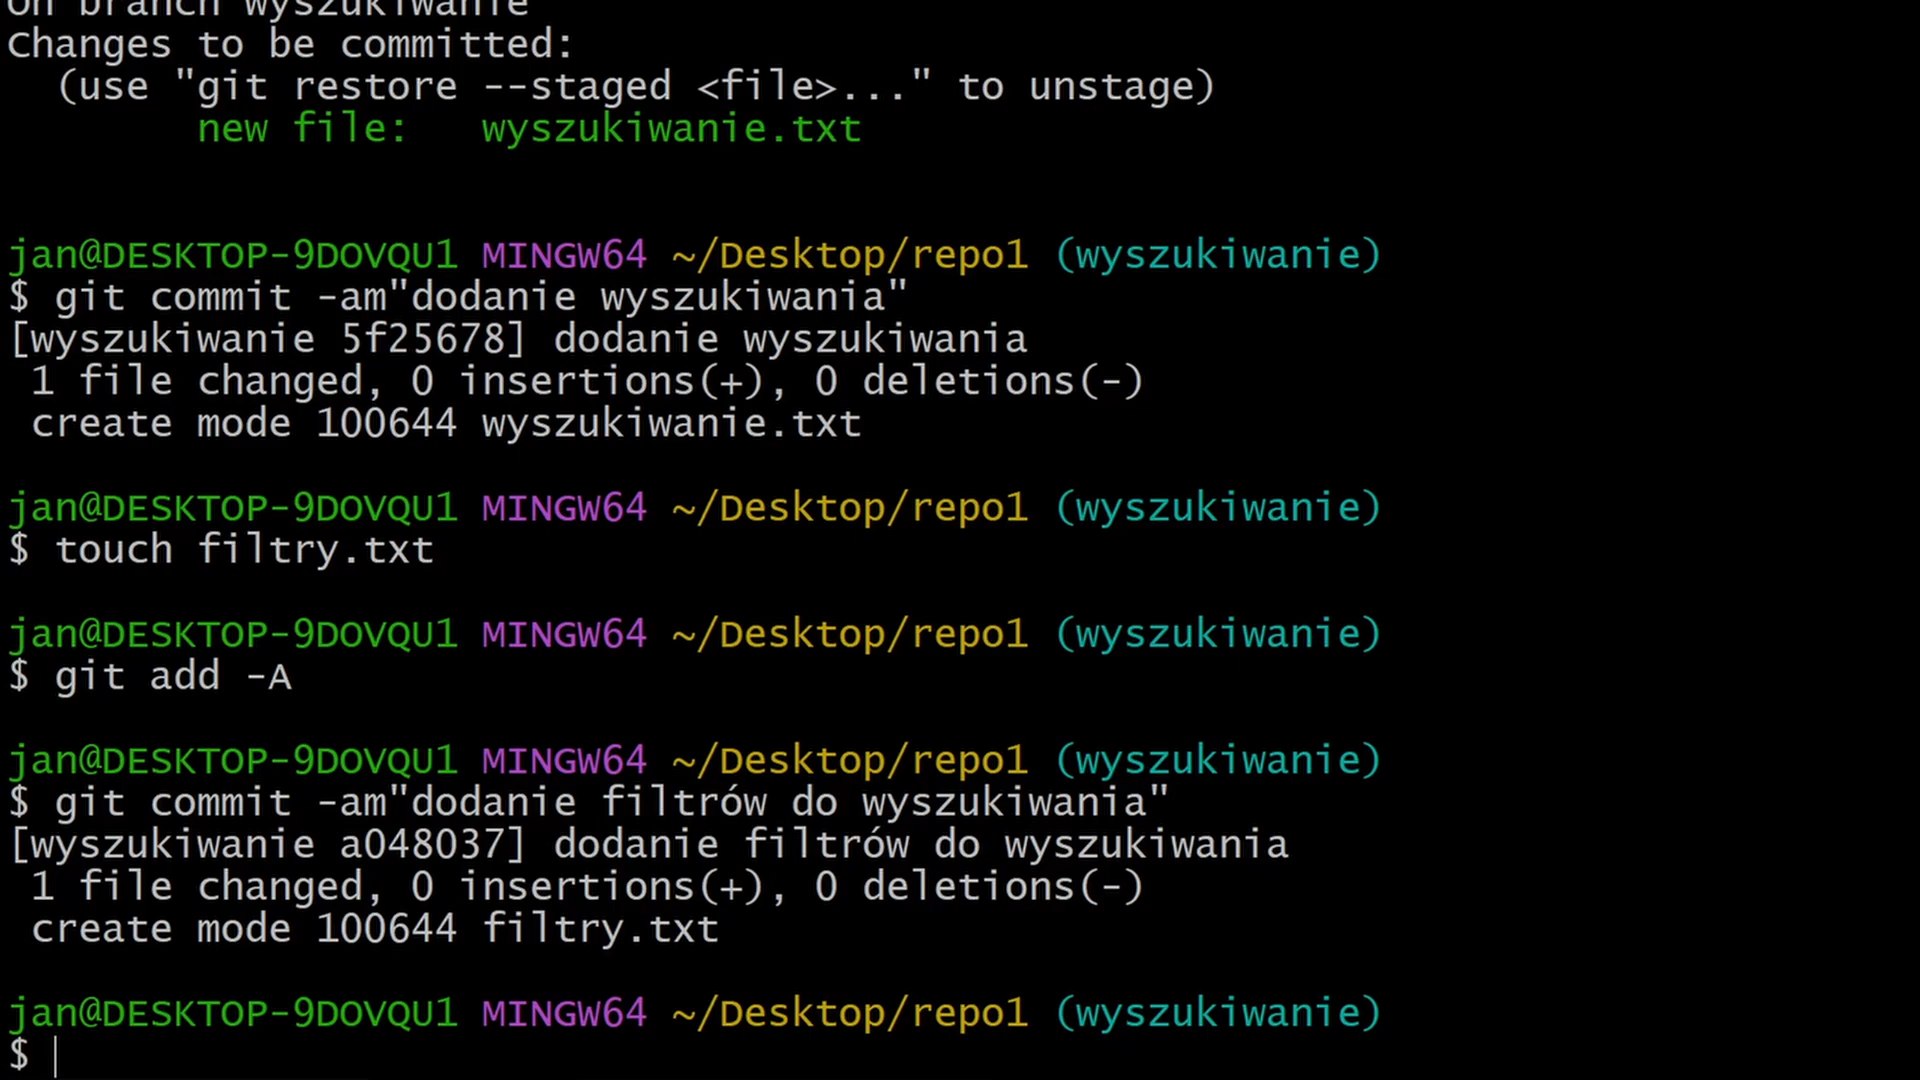 On branch wyszukiwanie
Changes to be committed:
  (use "git restore --staged <file>..." to unstage)
        new file:   wyszukiwanie.txt

jan@DESKTOP-9DOVQU1 MINGW64 ~/Desktop/repo1 (wyszukiwanie)
$ git commit -am"dodanie wyszukiwania"
[wyszukiwanie 5f25678] dodanie wyszukiwania
 1 file changed, 0 insertions(+), 0 deletions(-)
 create mode 100644 wyszukiwanie.txt

jan@DESKTOP-9DOVQU1 MINGW64 ~/Desktop/repo1 (wyszukiwanie)
$ touch filtry.txt

jan@DESKTOP-9DOVQU1 MINGW64 ~/Desktop/repo1 (wyszukiwanie)
$ git add -A

jan@DESKTOP-9DOVQU1 MINGW64 ~/Desktop/repo1 (wyszukiwanie)
$ git commit -am"dodanie filtrów do wyszukiwania"
[wyszukiwanie a048037] dodanie filtrów do wyszukiwania
 1 file changed, 0 insertions(+), 0 deletions(-)
 create mode 100644 filtry.txt

jan@DESKTOP-9DOVQU1 MINGW64 ~/Desktop/repo1 (wyszukiwanie)
$